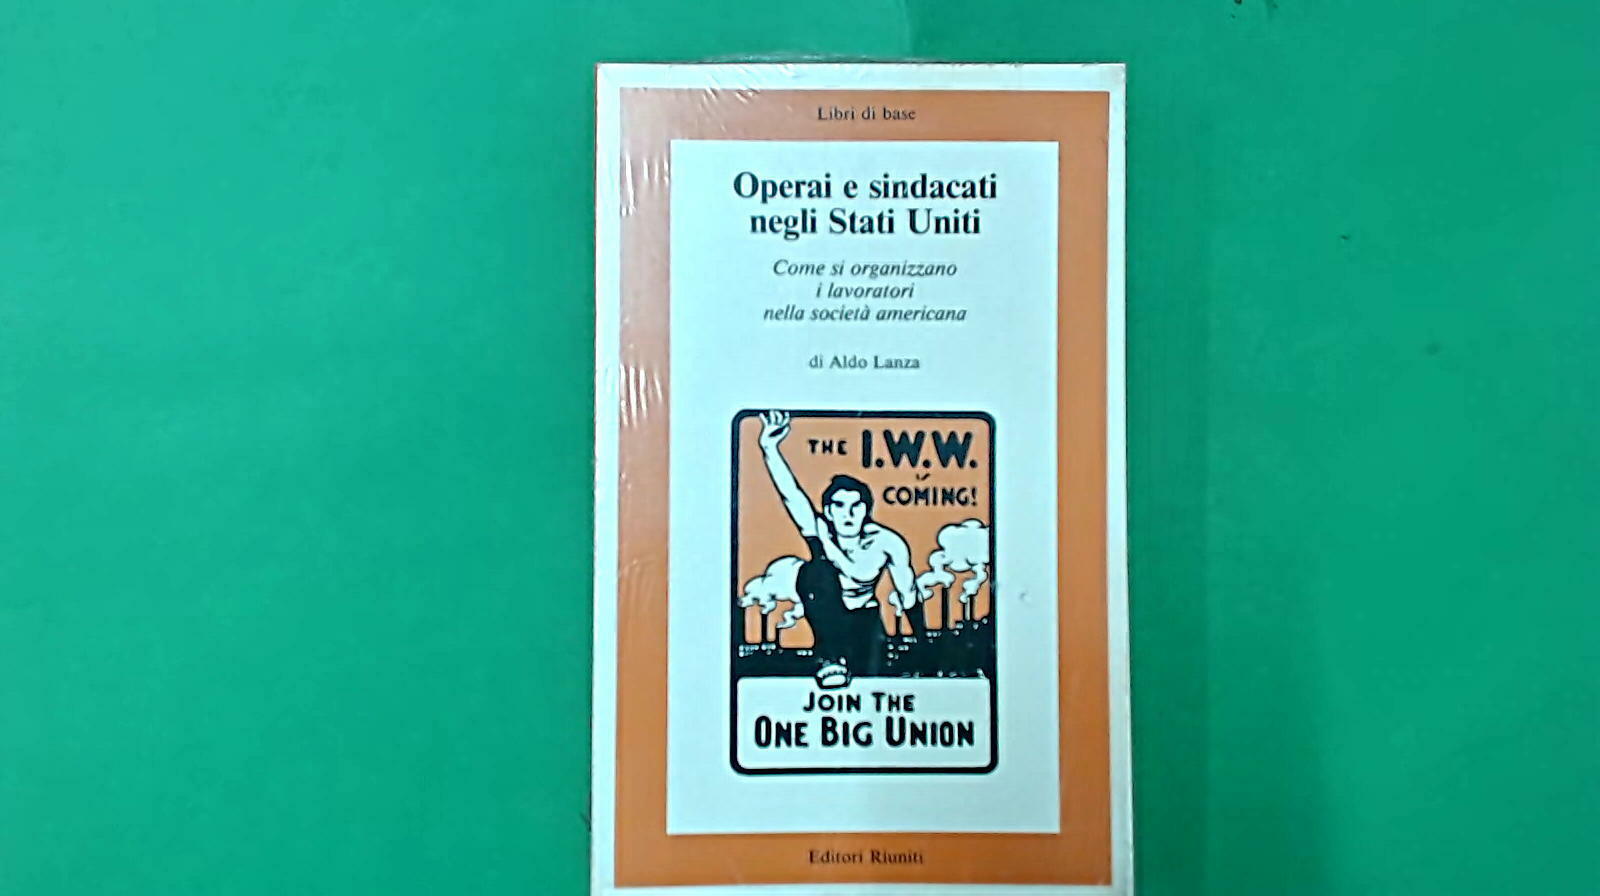 Libri di base
Operai e sindacati
negli Stati Uniti
Come si organizzano
i lavoratori
nella società americana
di Aldo Lanza
THE I.W.W.
IS
COMING!
JOIN THE
ONE BIG UNION
Editori Riuniti